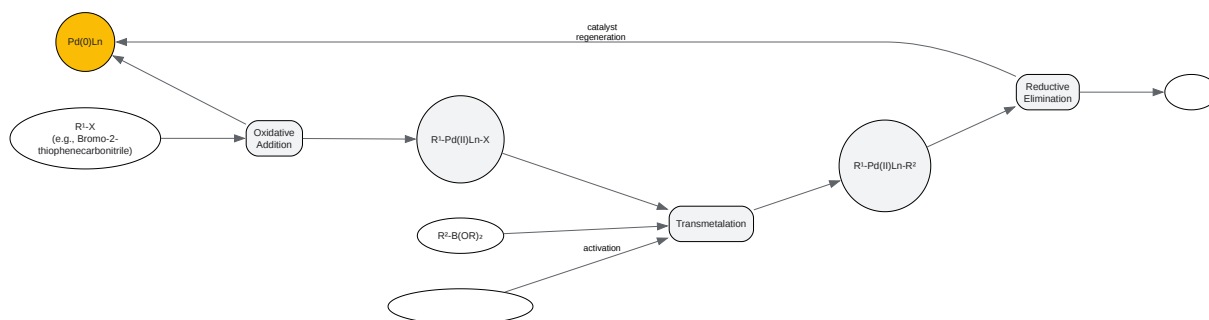 catalyst
regeneration
Pd(0)Ln
Reductive
Elimination
R¹-X
(e.g., Bromo-2-
thiophenecarbonitrile)
Oxidative
Addition
R¹-Pd(II)Ln-X
R¹-Pd(II)Ln-R²
Transmetalation
R²-B(OR)₂
activation